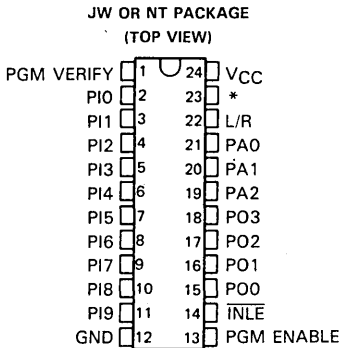 JW OR NT PACKAGE
(TOP VIEW)
PGM VERIFY 1 24 VCC
PI0 2 23 *
PI1 3 22 L/R
PI2 4 21 PA0
PI3 5 20 PA1
PI4 6 19 PA2
PI5 7 18 PO3
PI6 8 17 PO2
PI7 9 16 PO1
PI8 10 15 PO0
PI9 11 14 I̅N̅L̅E̅
GND 12 13 PGM ENABLE